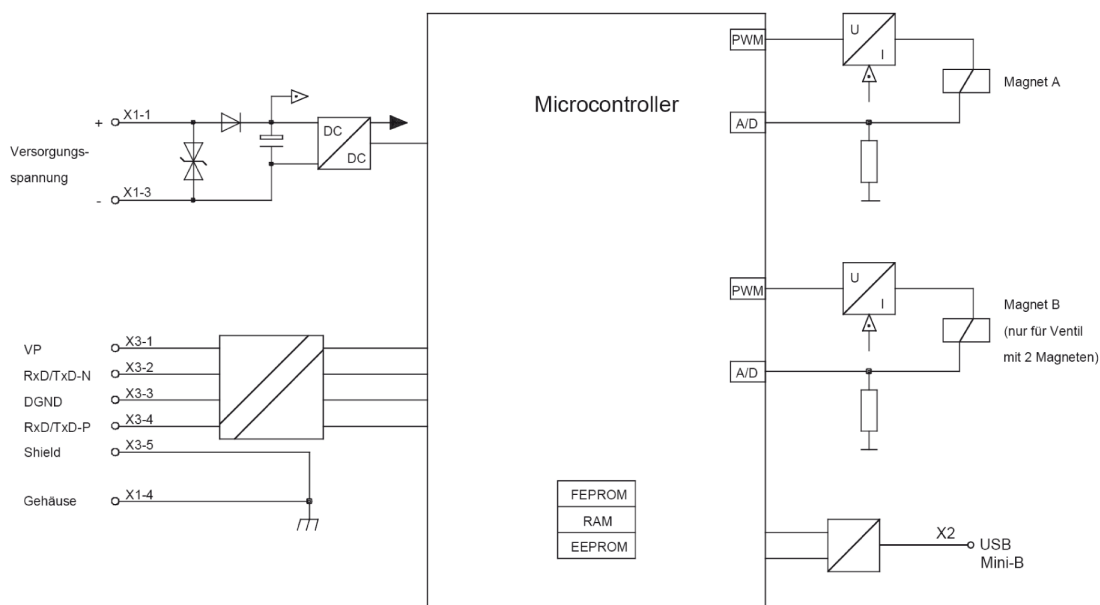 Microcontroller
+ X1-1
Versorgungs-
spannung
- X1-3
DC
DC
VP X3-1
RxD/TxD-N X3-2
DGND X3-3
RxD/TxD-P X3-4
Shield X3-5
Gehäuse X1-4
FEPROM
RAM
EEPROM
PWM
U
I
Magnet A
A/D
PWM
U
I
Magnet B
(nur für Ventil
mit 2 Magneten)
A/D
X2
USB
Mini-B